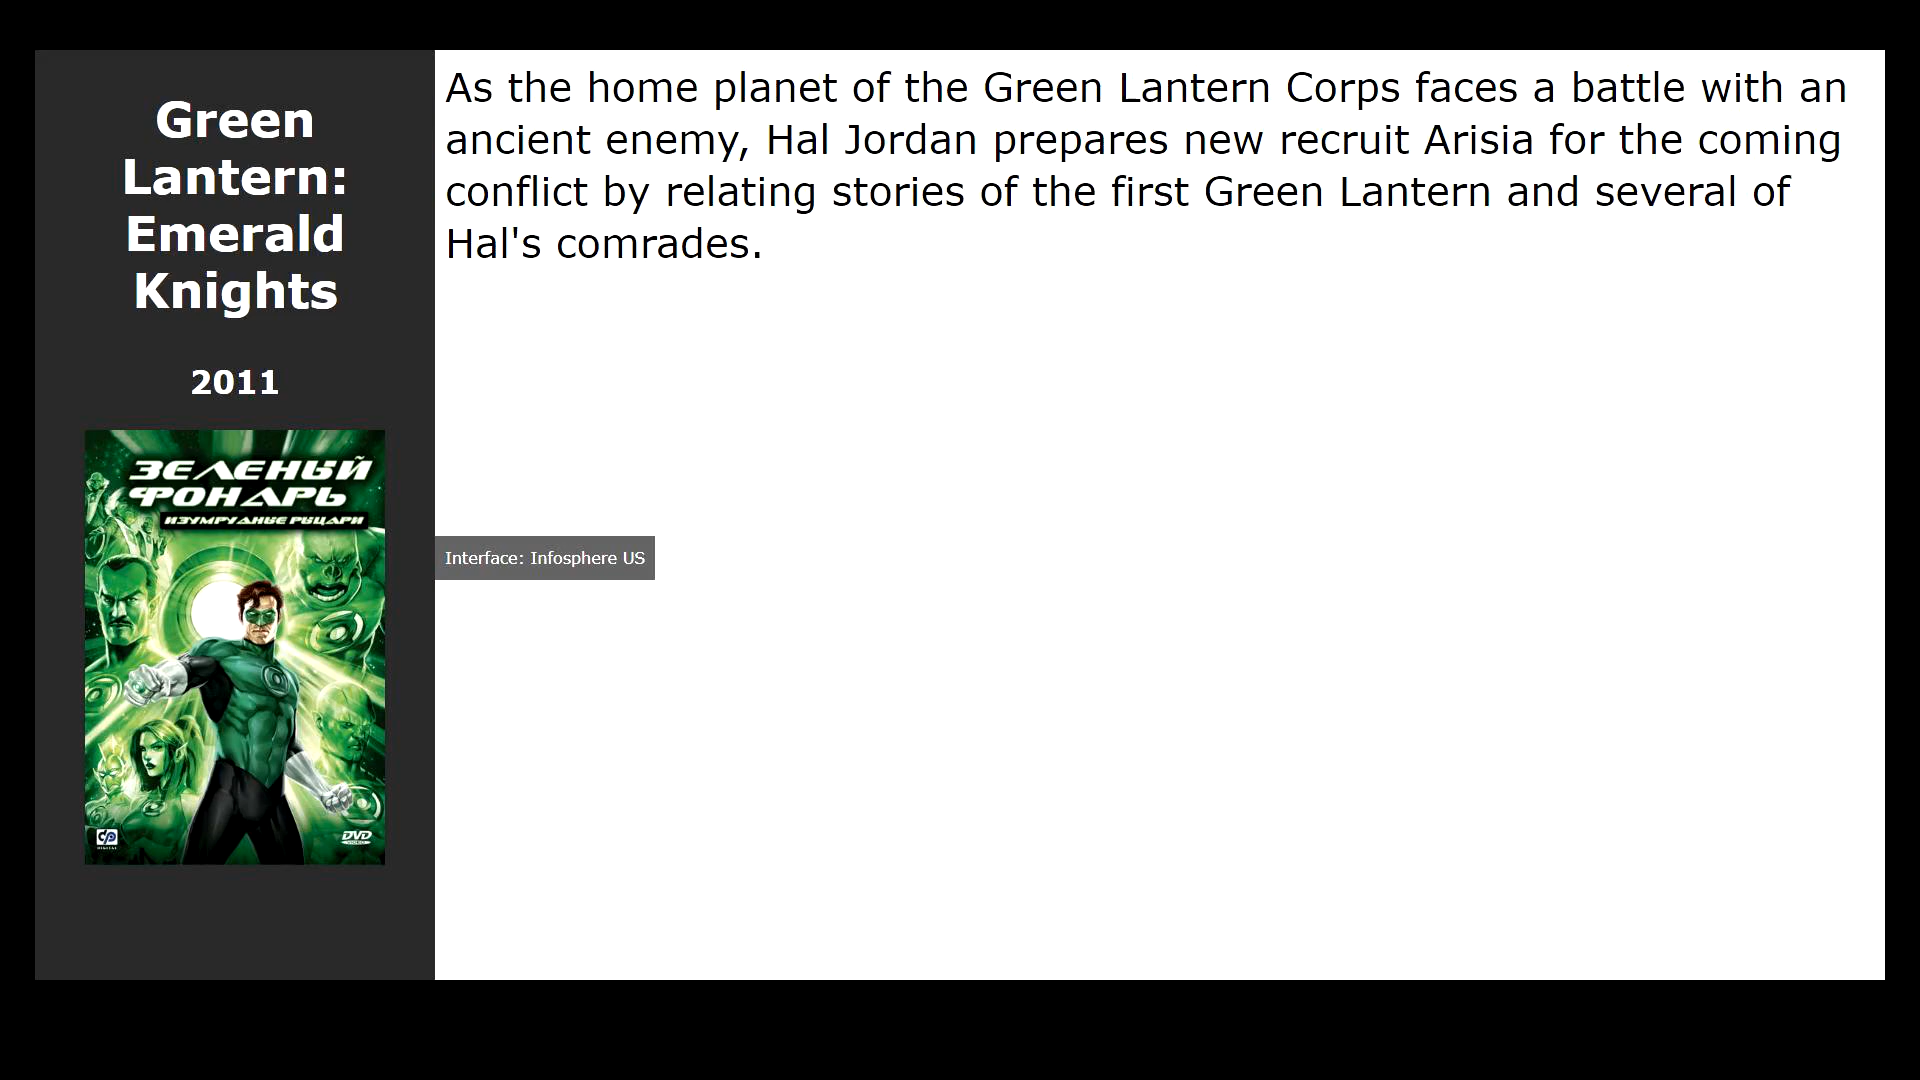 Green
Lantern:
Emerald
Knights
2011
ЗЕЛЕНЫЙ
ФОНАРЬ
ИЗУМРУДНЫЕ РЫЦАРИ
DIGITAL
DVD
VIDEO
As the home planet of the Green Lantern Corps faces a battle with an
ancient enemy, Hal Jordan prepares new recruit Arisia for the coming
conflict by relating stories of the first Green Lantern and several of
Hal's comrades.
Interface: Infosphere US